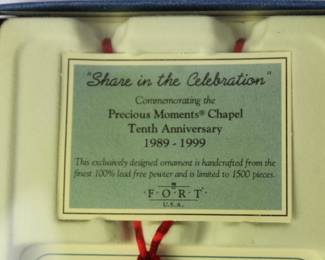 "Share in the Celebration"
Commemorating the
Precious Moments® Chapel
Tenth Anniversary
1989 - 1999
This exclusively designed ornament is handcrafted from the
finest 100% lead free pewter and is limited to 1500 pieces.
F·O·R·T
U.S.A.